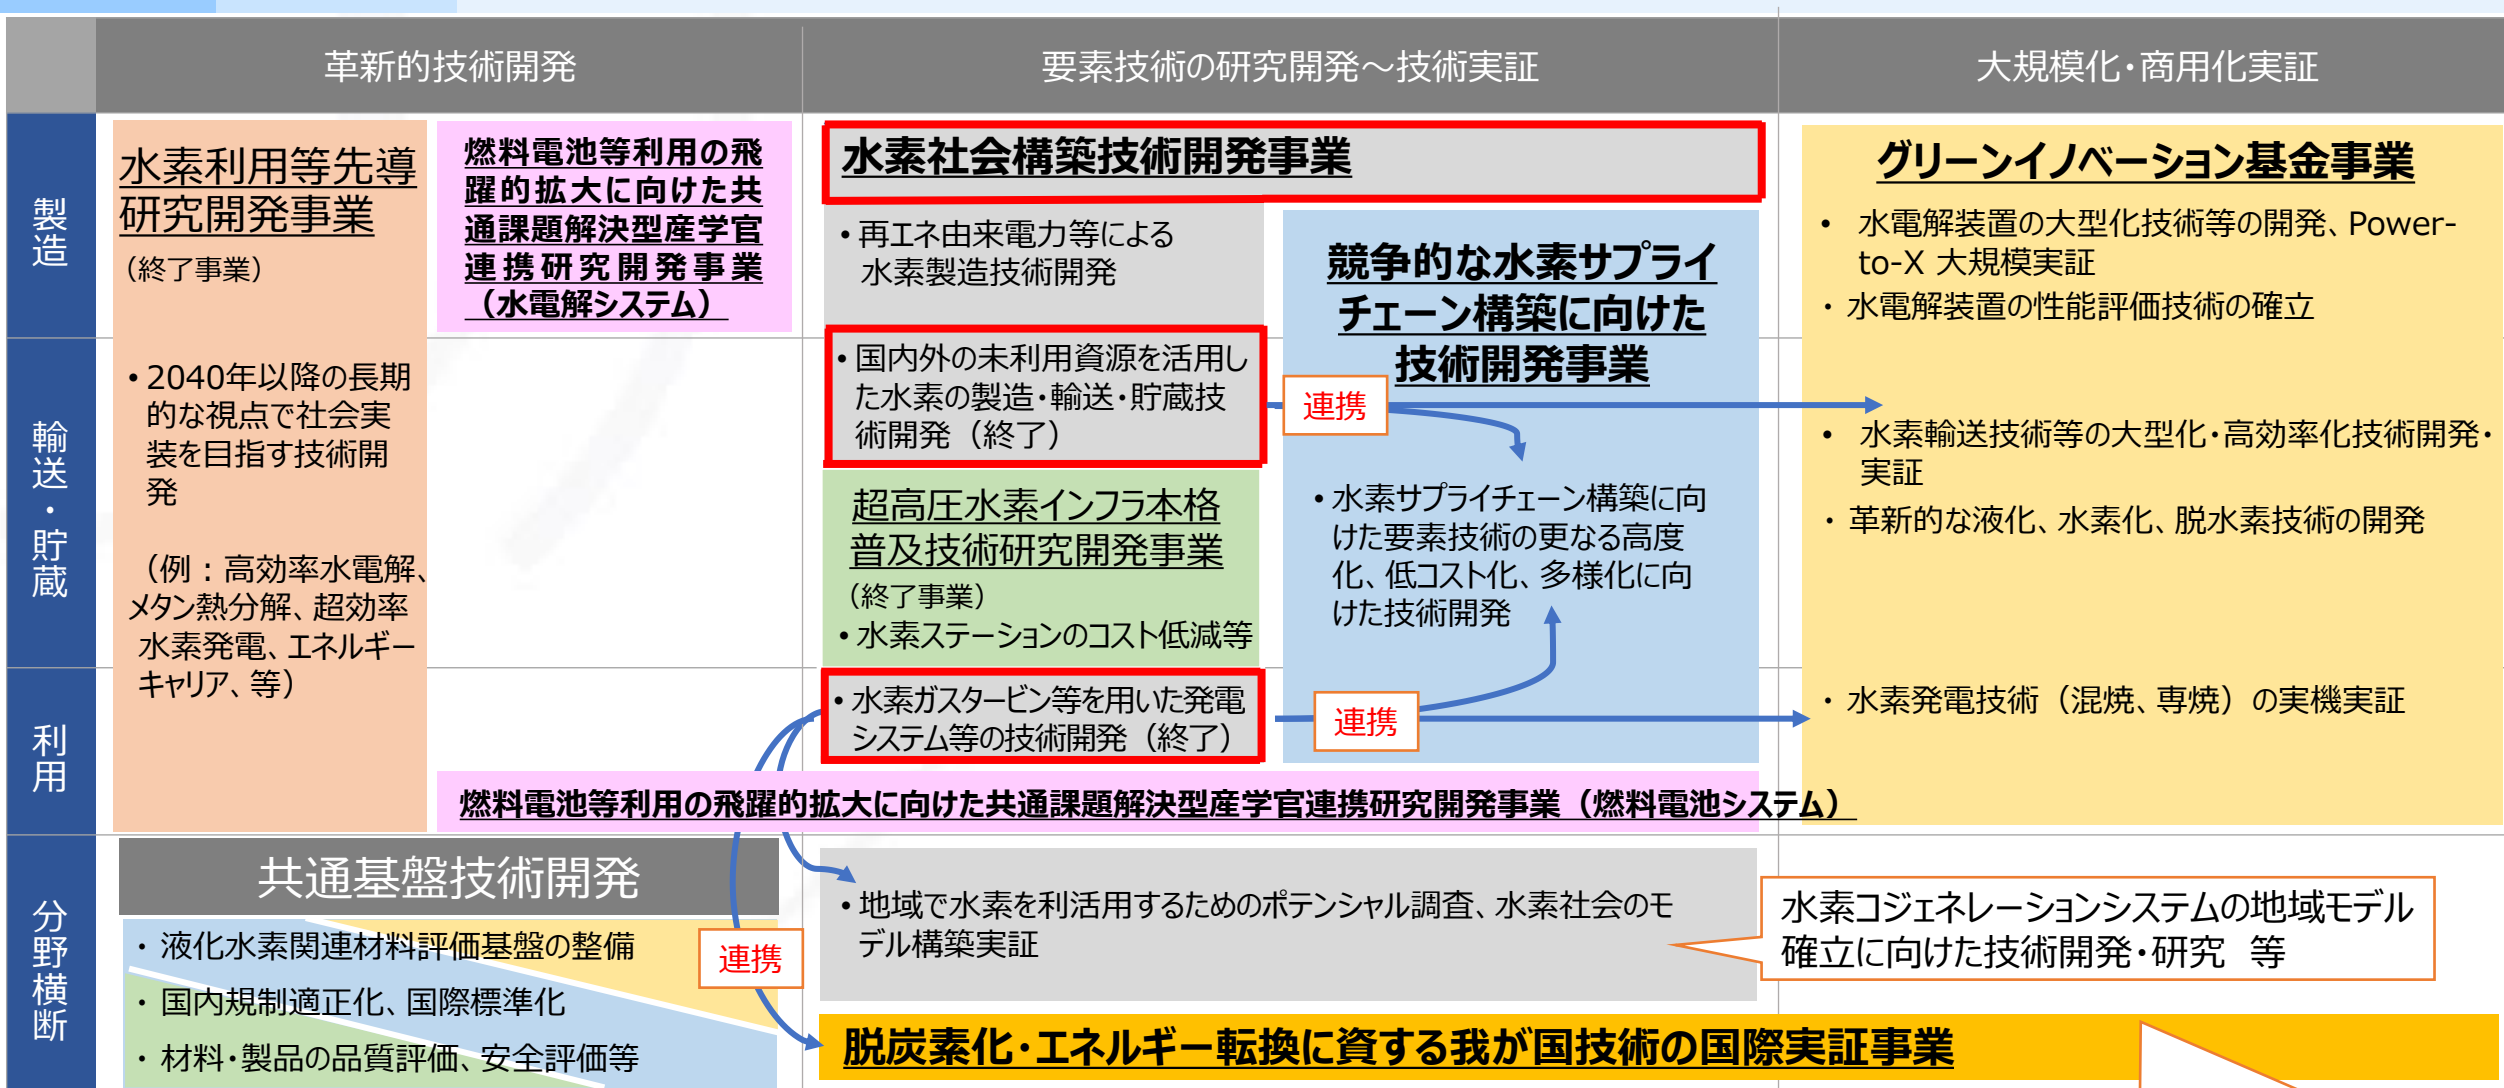 革新的技術開発
要素技術の研究開発～技術実証
大規模化・商用化実証
製造
輸送・貯蔵
利用
分野横断
水素利用等先導
研究開発事業
（終了事業）
・2040年以降の長期
的な視点で社会実
装を目指す技術開
発
（例：高効率水電解、
メタン熱分解、超効率
水素発電、エネルギー
キャリア、等）
燃料電池等利用の飛
躍的拡大に向けた共
通課題解決型産学官
連携研究開発事業
（水電解システム）
水素社会構築技術開発事業
・再エネ由来電力等による
水素製造技術開発
・国内外の未利用資源を活用し
た水素の製造・輸送・貯蔵技
術開発（終了）
超高圧水素インフラ本格
普及技術研究開発事業
（終了事業）
・水素ステーションのコスト低減等
・水素ガスタービン等を用いた発電
システム等の技術開発（終了）
競争的な水素サプライ
チェーン構築に向けた
技術開発事業
連携
・水素サプライチェーン構築に向
けた要素技術の更なる高度
化、低コスト化、多様化に向
けた技術開発
連携
グリーンイノベーション基金事業
• 水電解装置の大型化技術等の開発、Power-
to-X 大規模実証
・水電解装置の性能評価技術の確立
• 水素輸送技術等の大型化・高効率化技術開発・
実証
・革新的な液化、水素化、脱水素技術の開発
・水素発電技術（混焼、専焼）の実機実証
燃料電池等利用の飛躍的拡大に向けた共通課題解決型産学官連携研究開発事業（燃料電池システム）
共通基盤技術開発
・液化水素関連材料評価基盤の整備
・国内規制適正化、国際標準化
・材料・製品の品質評価、安全評価等
連携
・地域で水素を利活用するためのポテンシャル調査、水素社会のモ
デル構築実証
水素コジェネレーションシステムの地域モデル
確立に向けた技術開発・研究　等
脱炭素化・エネルギー転換に資する我が国技術の国際実証事業